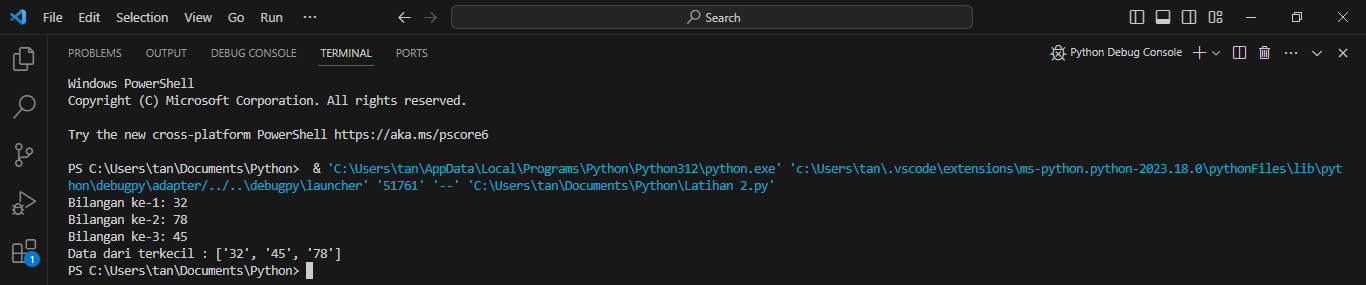 File Edit Selection View Go Run ··· Search
PROBLEMS OUTPUT DEBUG CONSOLE TERMINAL PORTS Python Debug Console
Windows PowerShell
Copyright (C) Microsoft Corporation. All rights reserved.
Try the new cross-platform PowerShell https://aka.ms/pscore6
PS C:\Users\tan\Documents\Python>  & 'C:\Users\tan\AppData\Local\Programs\Python\Python312\python.exe' 'c:\Users\tan\.vscode\extensions\ms-python.python-2023.18.0\pythonFiles\lib\pyt
hon\debugpy\adapter/../..\debugpy\launcher' '51761' '--' 'C:\Users\tan\Documents\Python\Latihan 2.py'
Bilangan ke-1: 32
Bilangan ke-2: 78
Bilangan ke-3: 45
Data dari terkecil : ['32', '45', '78']
PS C:\Users\tan\Documents\Python>
1